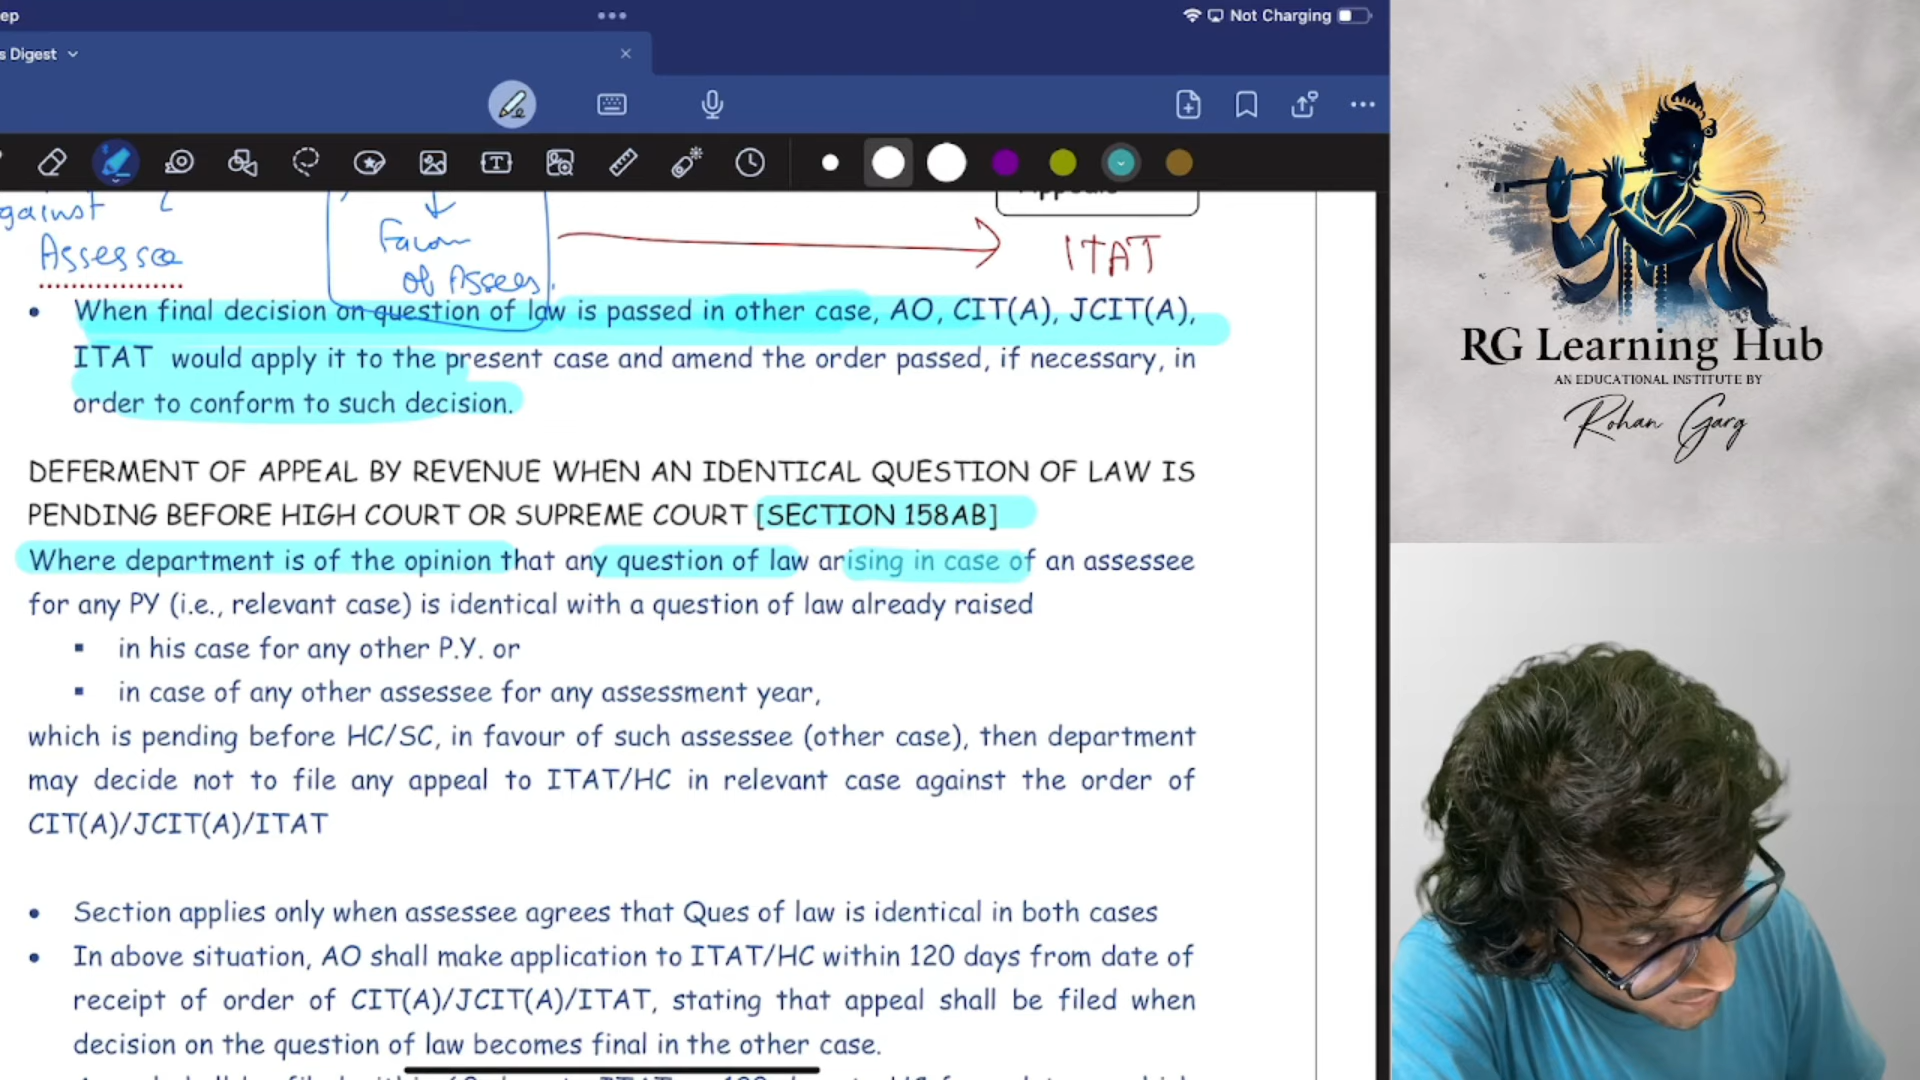 ep
Not Charging
s Digest
gainst
Assessee
Favour
of Assess.
ITAT
When final decision on question of law is passed in other case, AO, CIT(A), JCIT(A),
ITAT would apply it to the present case and amend the order passed, if necessary, in
order to conform to such decision.
DEFERMENT OF APPEAL BY REVENUE WHEN AN IDENTICAL QUESTION OF LAW IS
PENDING BEFORE HIGH COURT OR SUPREME COURT [SECTION 158AB]
Where department is of the opinion that any question of law arising in case of an assessee
for any PY (i.e., relevant case) is identical with a question of law already raised
▪ in his case for any other P.Y. or
▪ in case of any other assessee for any assessment year,
which is pending before HC/SC, in favour of such assessee (other case), then department
may decide not to file any appeal to ITAT/HC in relevant case against the order of
CIT(A)/JCIT(A)/ITAT
• Section applies only when assessee agrees that Ques of law is identical in both cases
• In above situation, AO shall make application to ITAT/HC within 120 days from date of
receipt of order of CIT(A)/JCIT(A)/ITAT, stating that appeal shall be filed when
decision on the question of law becomes final in the other case.
RG Learning Hub
AN EDUCATIONAL INSTITUTE BY
Rohan Garg